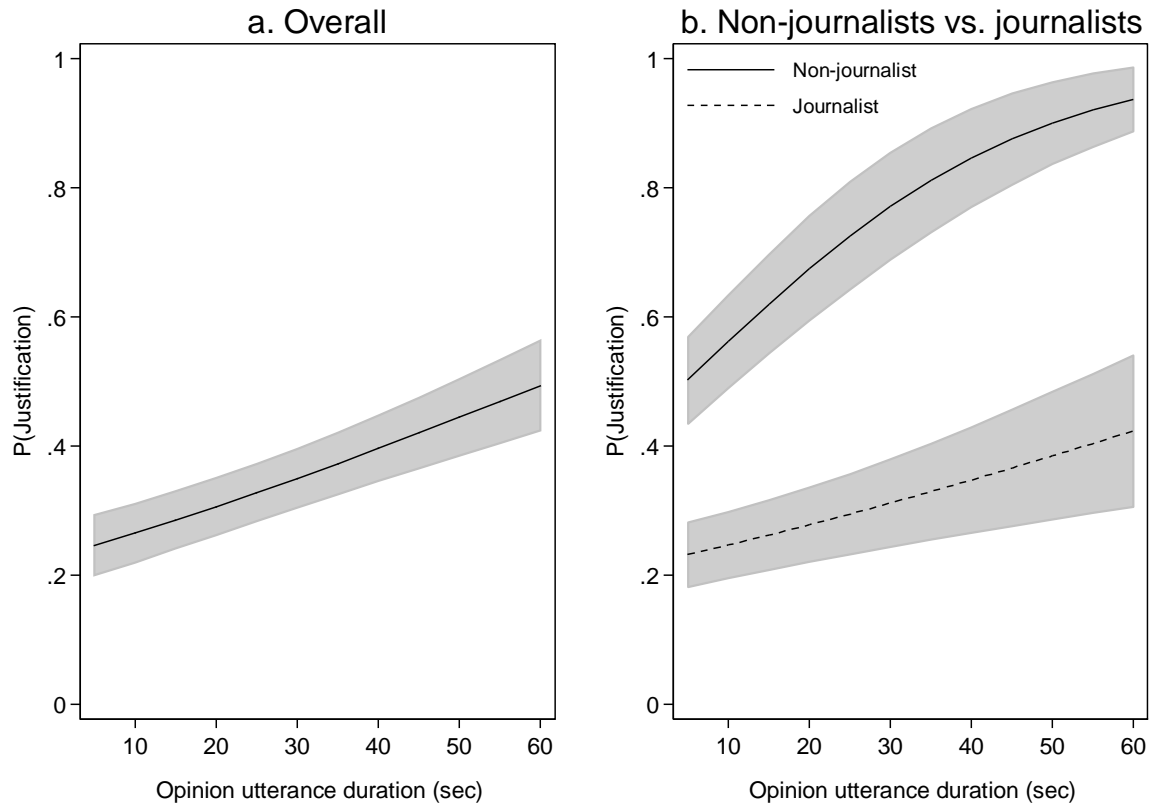 a. Overall
P(Justification)
1
.8
.6
.4
.2
0
10 20 30 40 50 60
Opinion utterance duration (sec)
b. Non-journalists vs. journalists
Non-journalist
Journalist
P(Justification)
1
.8
.6
.4
.2
0
10 20 30 40 50 60
Opinion utterance duration (sec)